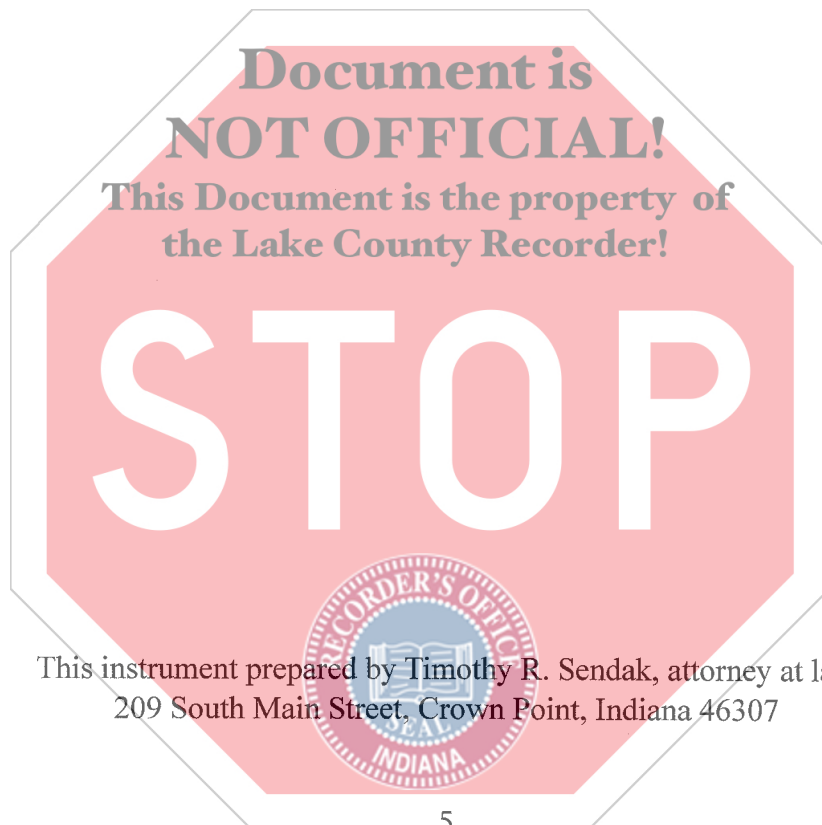 Document is
NOT OFFICIAL!
This Document is the property of
the Lake County Recorder!
STOP
RECORDER'S OFFICE
This instrument prepared by Timothy R. Sendak, attorney at
209 South Main Street, Crown Point, Indiana 46307
SEAL
INDIANA
5